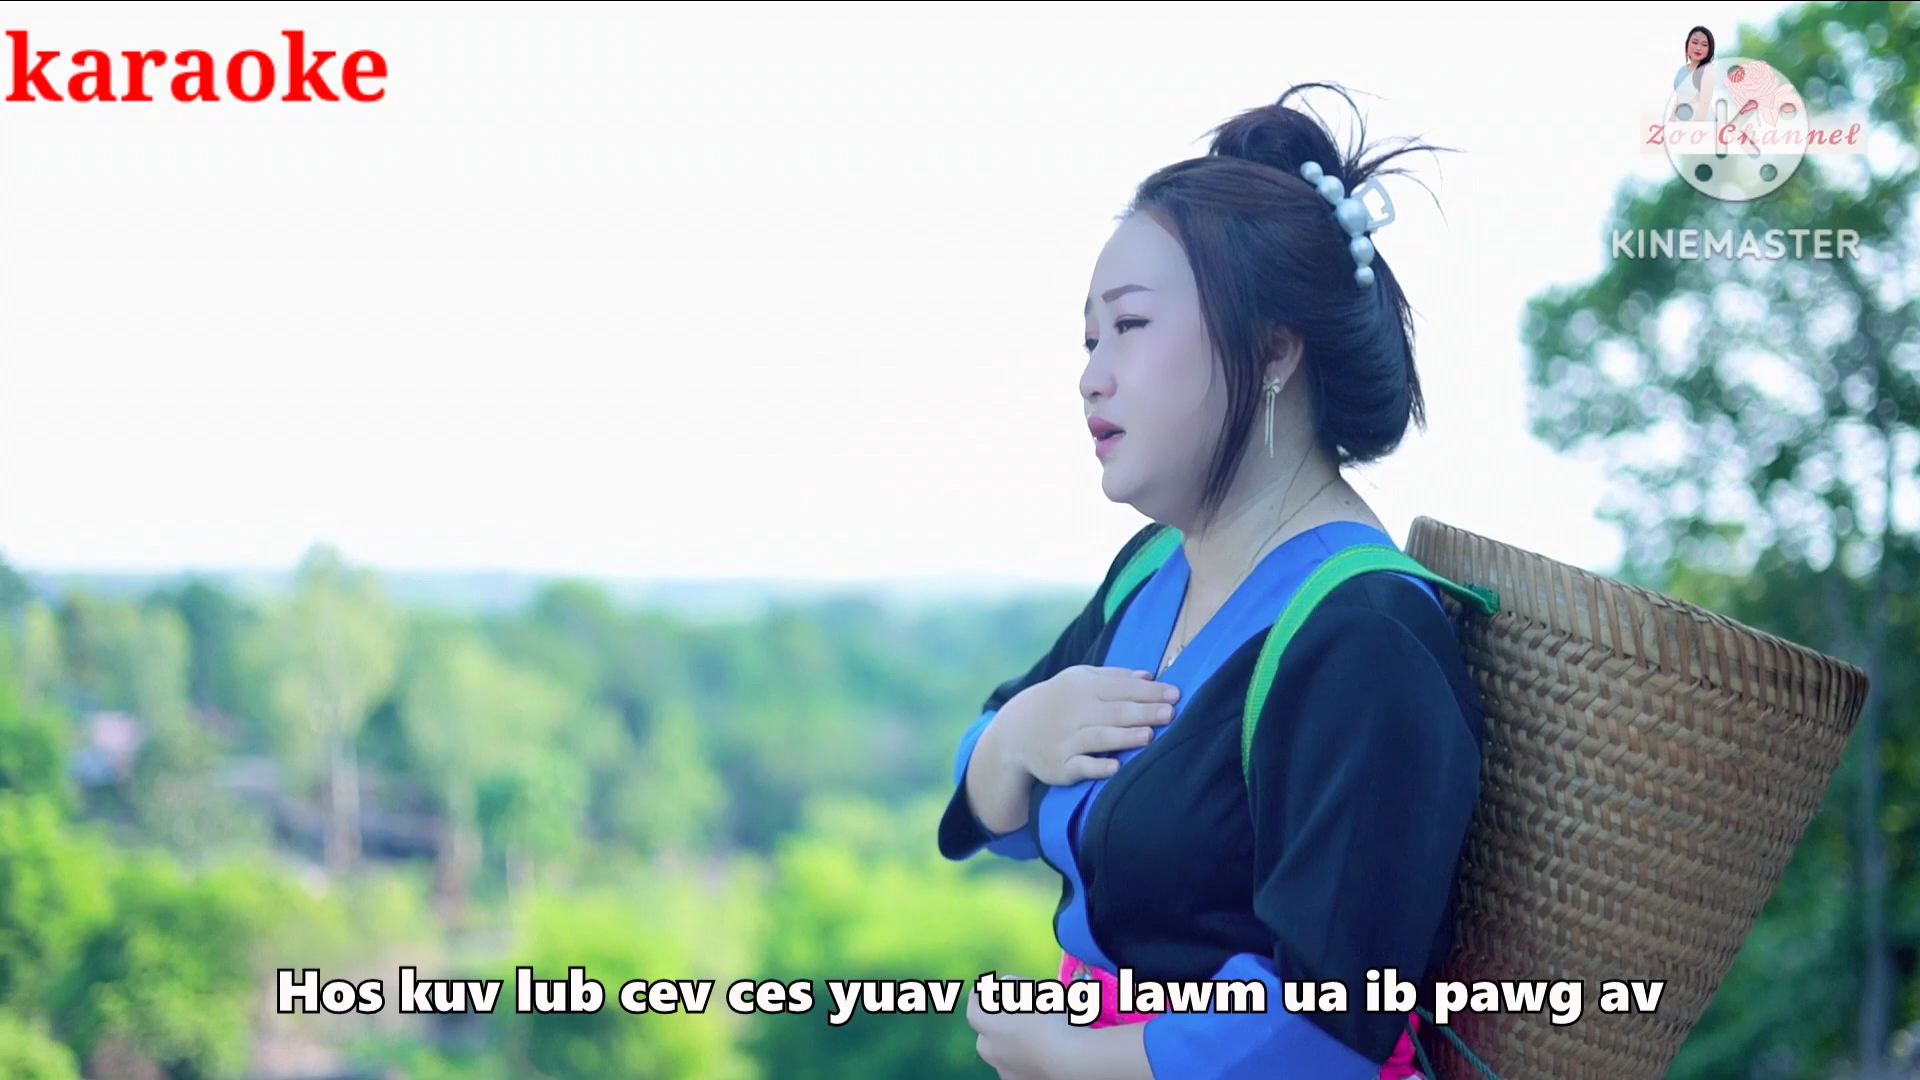 karaoke
Zoo Channel
KINEMASTER
Hos kuv lub cev ces yuav tuag lawm ua ib pawg av